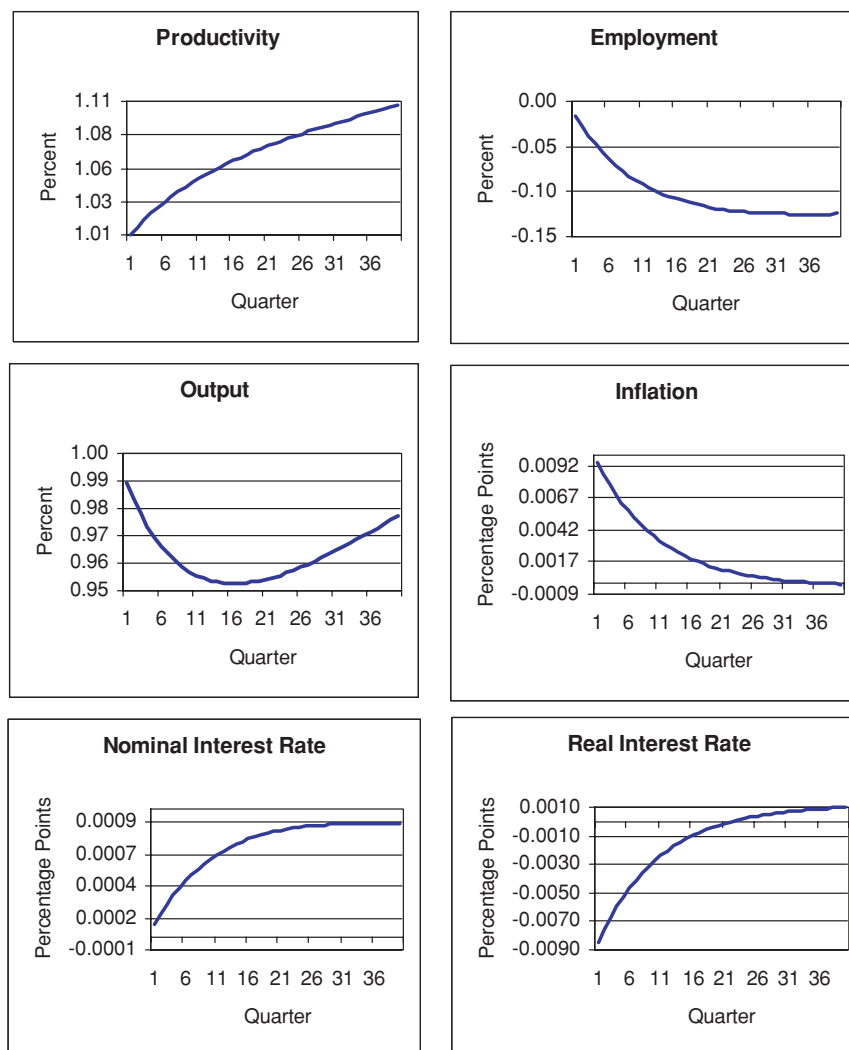 Productivity
Percent
1.11
1.08
1.06
1.03
1.01
1 6 11 16 21 26 31 36
Quarter
Employment
Percent
0.00
-0.05
-0.10
-0.15
1 6 11 16 21 26 31 36
Quarter
Output
Percent
1.00
0.99
0.98
0.97
0.96
0.95
1 6 11 16 21 26 31 36
Quarter
Inflation
Percentage Points
0.0092
0.0067
0.0042
0.0017
-0.0009
1 6 11 16 21 26 31 36
Quarter
Nominal Interest Rate
Percentage Points
0.0009
0.0007
0.0004
0.0002
-0.0001
1 6 11 16 21 26 31 36
Quarter
Real Interest Rate
Percentage Points
0.0010
-0.0010
-0.0030
-0.0050
-0.0070
-0.0090
1 6 11 16 21 26 31 36
Quarter